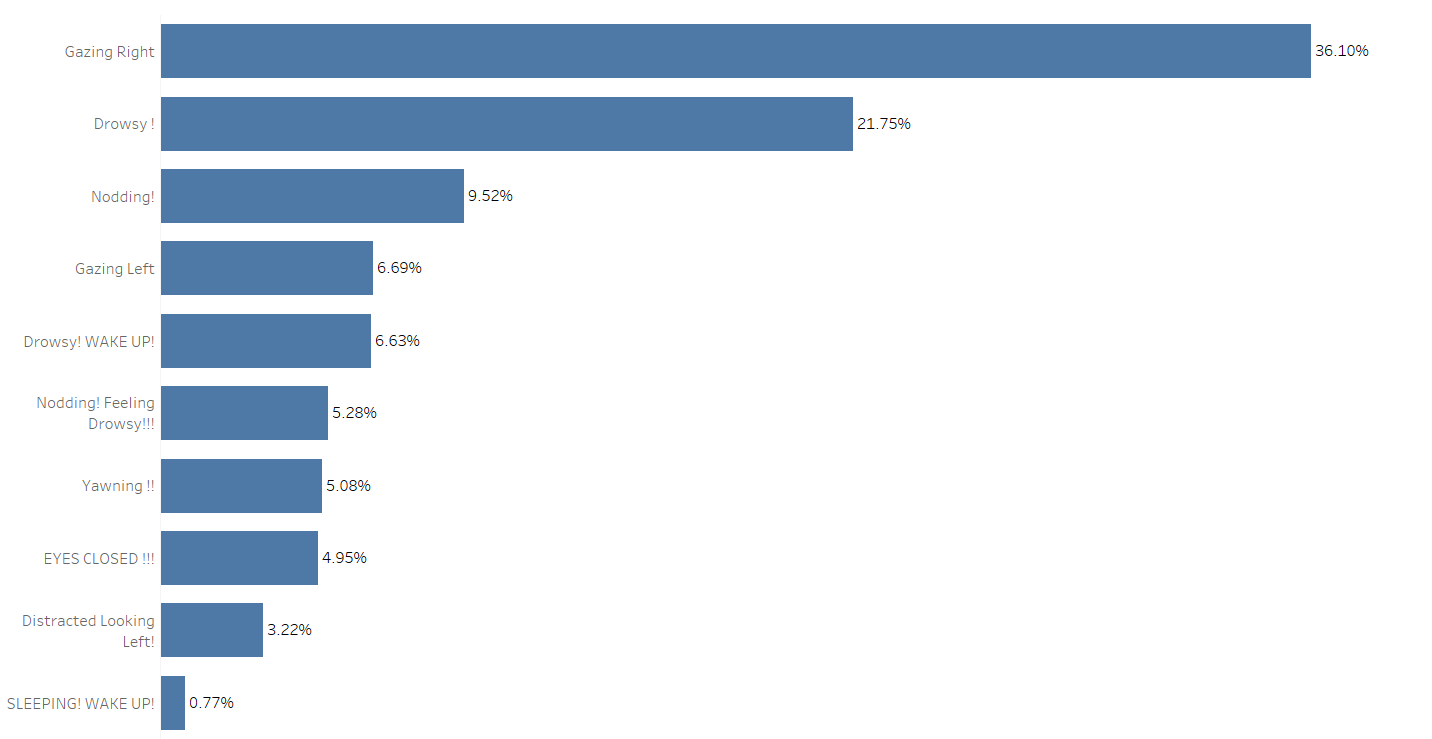 Gazing Right
36.10%
Drowsy !
21.75%
Nodding!
9.52%
Gazing Left
6.69%
Drowsy! WAKE UP!
6.63%
Nodding! Feeling
Drowsy!!!
5.28%
Yawning !!
5.08%
EYES CLOSED !!!
4.95%
Distracted Looking
Left!
3.22%
SLEEPING! WAKE UP!
0.77%